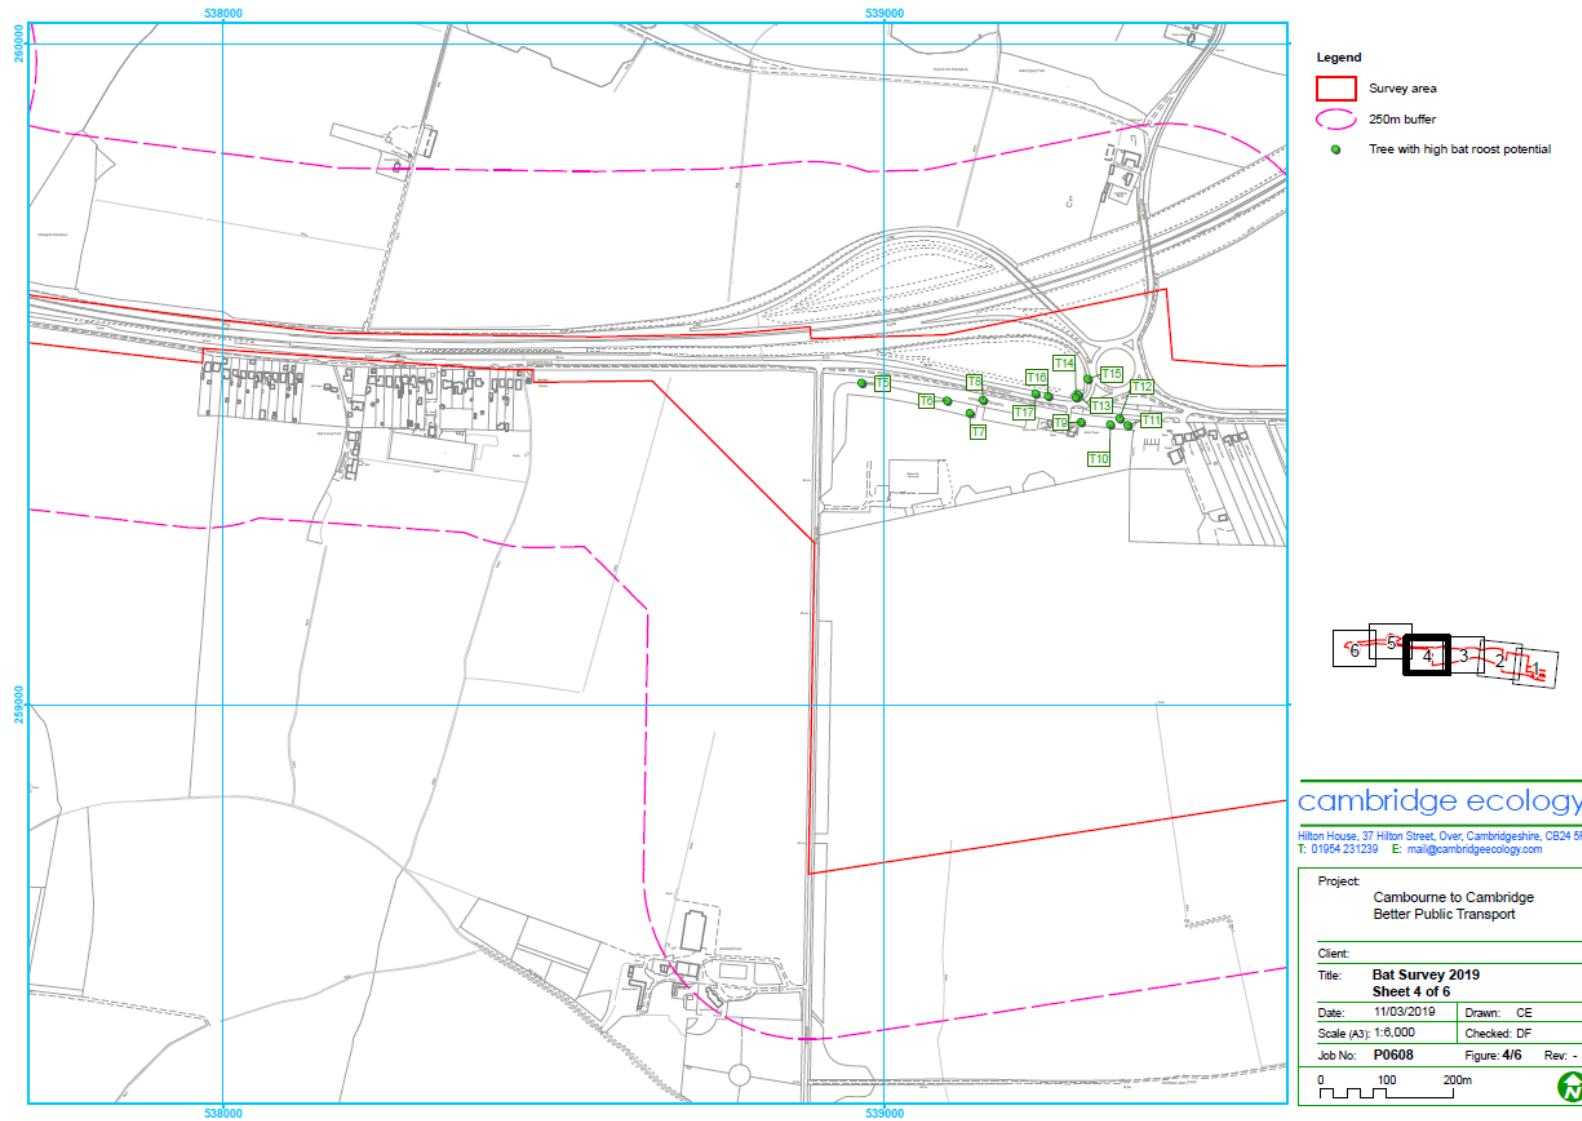 538000
539000
260000
259000
538000
539000
T5
T6
T7
T8
T16
T17
T14
T15
T12
T13
T9
T11
T10
Legend
Survey area
250m buffer
Tree with high bat roost potential
6
5
4
3
2
1
cambridge ecology
Hilton House, 37 Hilton Street, Over, Cambridgeshire, CB24
T: 01954 231239 E: mail@cambridgeecology.com
Project:
Cambourne to Cambridge
Better Public Transport
Client:
Title: Bat Survey 2019
Sheet 4 of 6
Date: 11/03/2019 Drawn: CE
Scale (A3): 1:6,000 Checked: DF
Job No: P0608 Figure: 4/6 Rev: -
0 100 200m
N